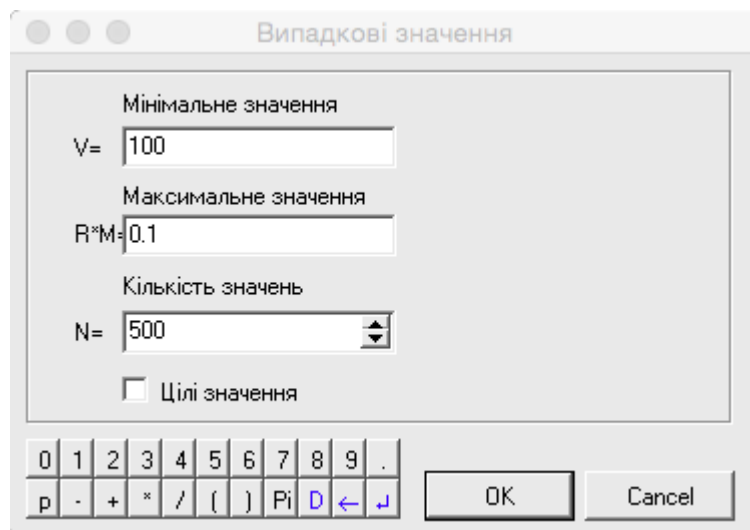 Випадкові значення
Мінімальне значення
V= 100
Максимальне значення
R*M= 0.1
Кількість значень
N= 500
Цілі значення
0 1 2 3 4 5 6 7 8 9 .
p - + * / ( ) Pi D ← ↵
OK Cancel